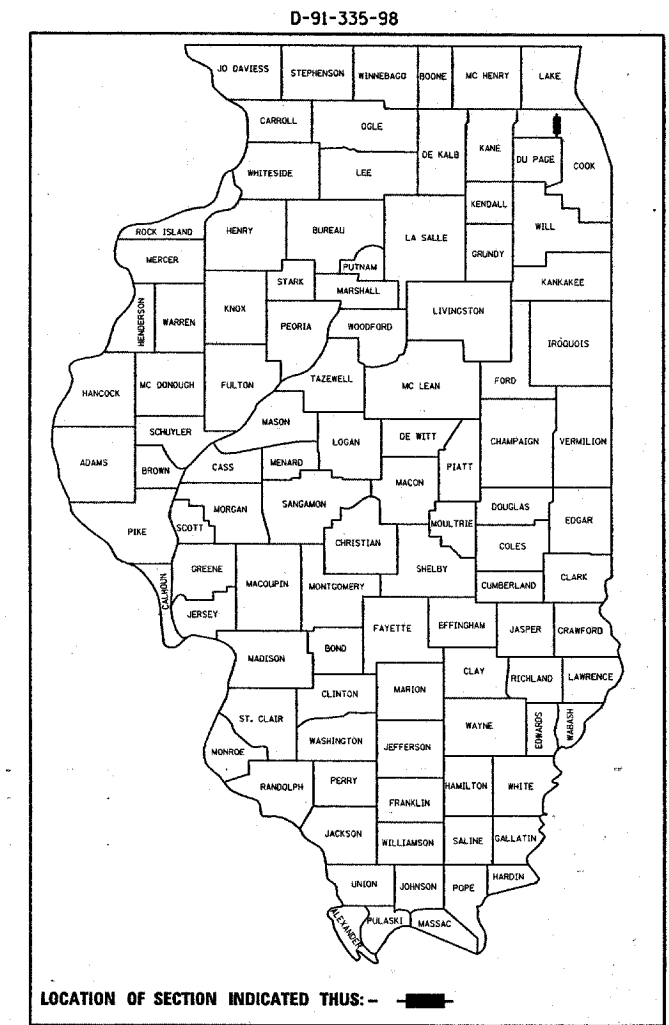 D-91-335-98
JO DAVIESS
STEPHENSON
WINNEBAGO
BOONE
MC HENRY
LAKE
CARROLL
OGLE
DE KALB
KANE
DU PAGE
COOK
WHITESIDE
LEE
KENDALL
WILL
ROCK ISLAND
HENRY
BUREAU
LA SALLE
GRUNDY
MERCER
PUTNAM
STARK
MARSHALL
KANKAKEE
HENDERSON
WARREN
KNOX
PEORIA
WOODFORD
LIVINGSTON
IROQUOIS
HANCOCK
MC DONOUGH
FULTON
TAZEWELL
MC LEAN
FORD
SCHUYLER
MASON
LOGAN
DE WITT
CHAMPAIGN
VERMILION
ADAMS
BROWN
CASS
MENARD
MACON
PIATT
PIKE
SCOTT
MORGAN
SANGAMON
CHRISTIAN
MOULTRIE
DOUGLAS
EDGAR
COLES
CALHOUN
GREENE
MACOUPIN
MONTGOMERY
SHELBY
CUMBERLAND
CLARK
JERSEY
FAYETTE
EFFINGHAM
JASPER
CRAWFORD
MADISON
BOND
CLAY
RICHLAND
LAWRENCE
CLINTON
MARION
ST. CLAIR
WAYNE
EDWARDS
WABASH
MONROE
WASHINGTON
JEFFERSON
RANDOLPH
PERRY
HAMILTON
WHITE
FRANKLIN
JACKSON
WILLIAMSON
SALINE
GALLATIN
UNION
JOHNSON
POPE
HARDIN
ALEXANDER
PULASKI
MASSAC
LOCATION OF SECTION INDICATED THUS: -